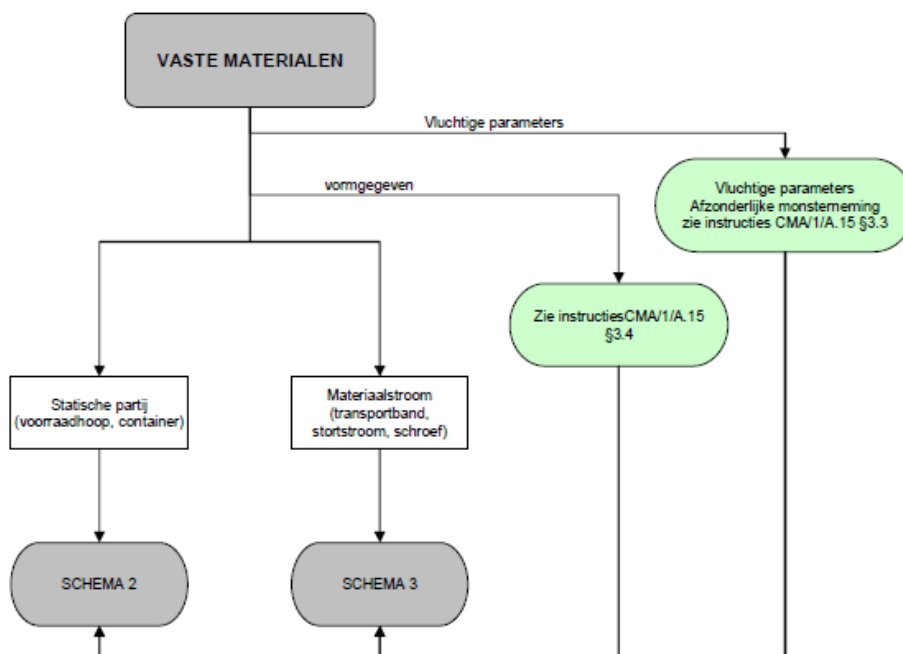 VASTE MATERIALEN
Vluchtige parameters
vormgegeven
Vluchtige parameters
Afzonderlijke monsterneming
zie instructies CMA/1/A.15 §3.3
Zie instructiesCMA/1/A.15
§3.4
Statische partij
(voorraadhoop, container)
Materiaalstroom
(transportband,
stortstroom, schroef)
SCHEMA 2
SCHEMA 3